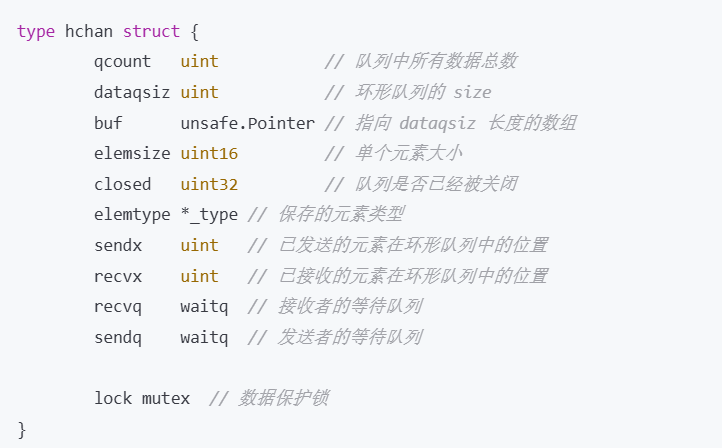 type hchan struct {
qcount uint // 队列中所有数据总数
dataqsiz uint // 环形队列的 size
buf unsafe.Pointer // 指向 dataqsiz 长度的数组
elemsize uint16 // 单个元素大小
closed uint32 // 队列是否已经被关闭
elemtype *_type // 保存的元素类型
sendx uint // 已发送的元素在环形队列中的位置
recvx uint // 已接收的元素在环形队列中的位置
recvq waitq // 接收者的等待队列
sendq waitq // 发送者的等待队列
lock mutex // 数据保护锁
}